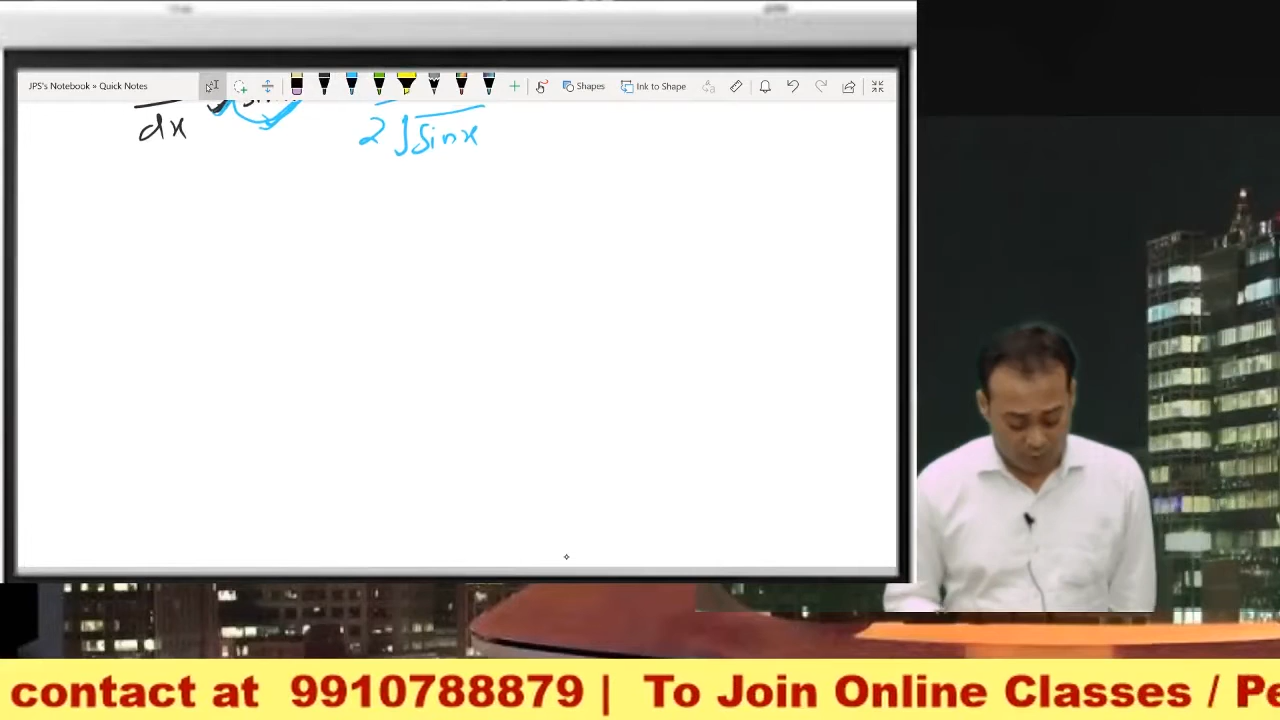 JPS's Notebook » Quick Notes
Shapes
Ink to Shape
dx
2√sinx
contact at 9910788879 | To Join Online Classes / Pe